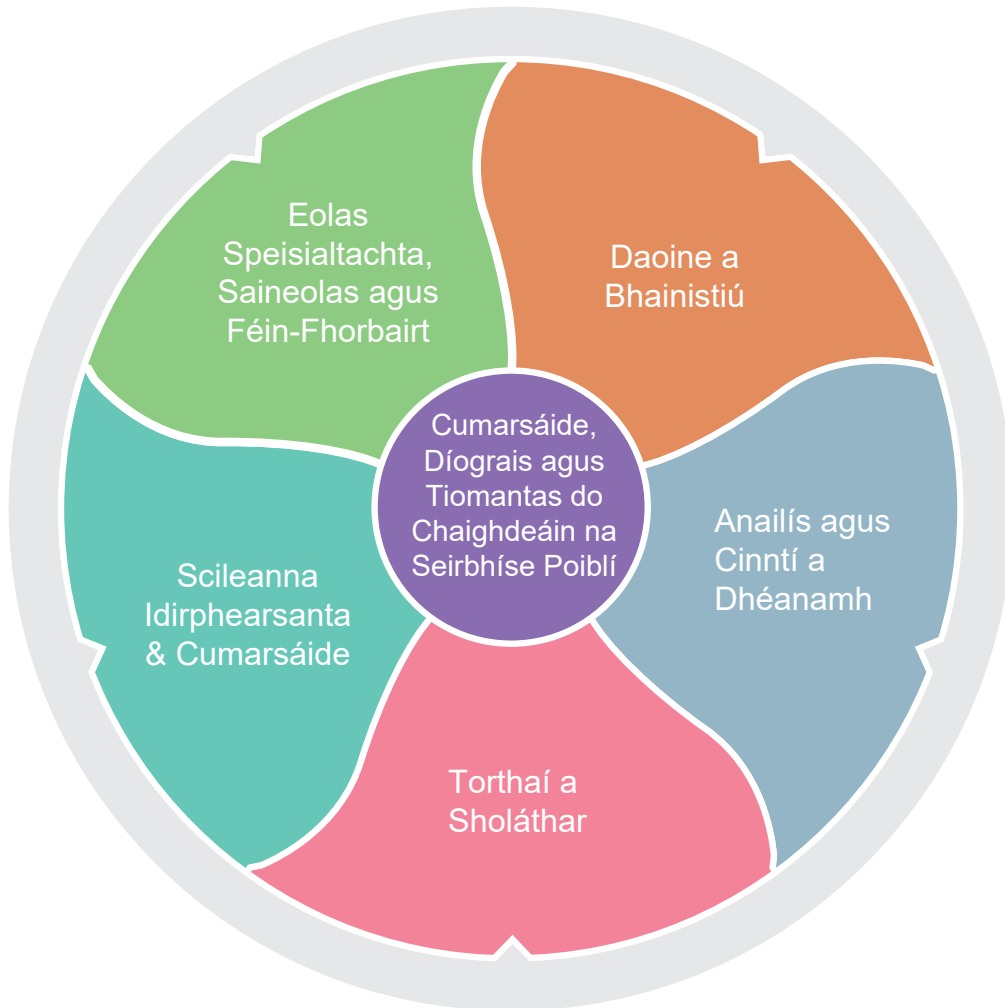 Eolas
Speisialtachta,
Saineolas agus
Féin-Fhorbairt
Daoine a
Bhainistiú
Cumarsáide,
Díograis agus
Tiomantas do
Chaighdeáin na
Seirbhíse Poiblí
Anailís agus
Cinntí a
Dhéanamh
Scileanna
Idirphearsanta
& Cumarsáide
Torthaí a
Sholáthar